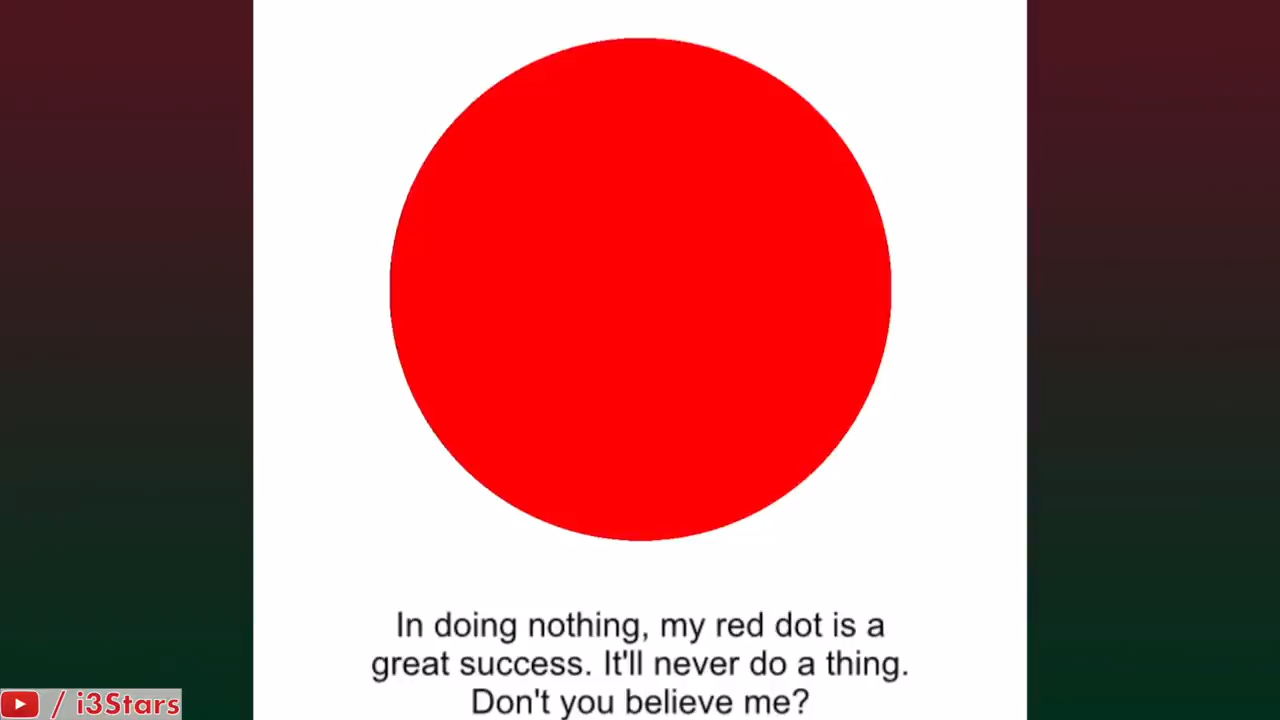 In doing nothing, my red dot is a
great success. It'll never do a thing.
Don't you believe me?
/ i3Stars